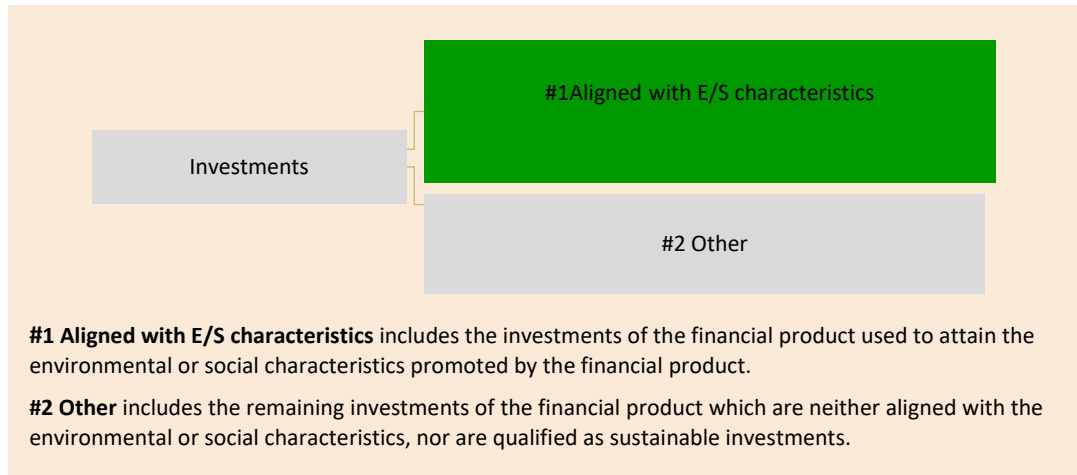 #1Aligned with E/S characteristics
Investments
#2 Other
#1 Aligned with E/S characteristics includes the investments of the financial product used to attain the
environmental or social characteristics promoted by the financial product.
#2 Other includes the remaining investments of the financial product which are neither aligned with the
environmental or social characteristics, nor are qualified as sustainable investments.